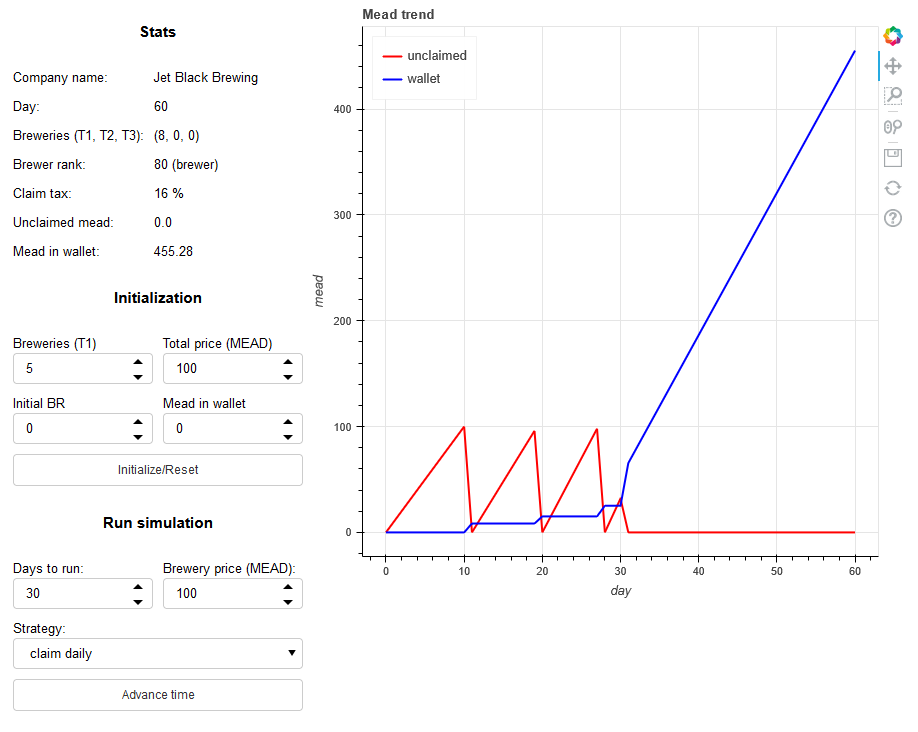 Stats
Company name: Jet Black Brewing
Day: 60
Breweries (T1, T2, T3): (8, 0, 0)
Brewer rank: 80 (brewer)
Claim tax: 16 %
Unclaimed mead: 0.0
Mead in wallet: 455.28
Initialization
Breweries (T1) Total price (MEAD)
5 100
Initial BR Mead in wallet
0 0
Initialize/Reset
Run simulation
Days to run: Brewery price (MEAD):
30 100
Strategy:
claim daily
Advance time
Mead trend
unclaimed
wallet
400
300
200
100
0
mead
0 10 20 30 40 50 60
day